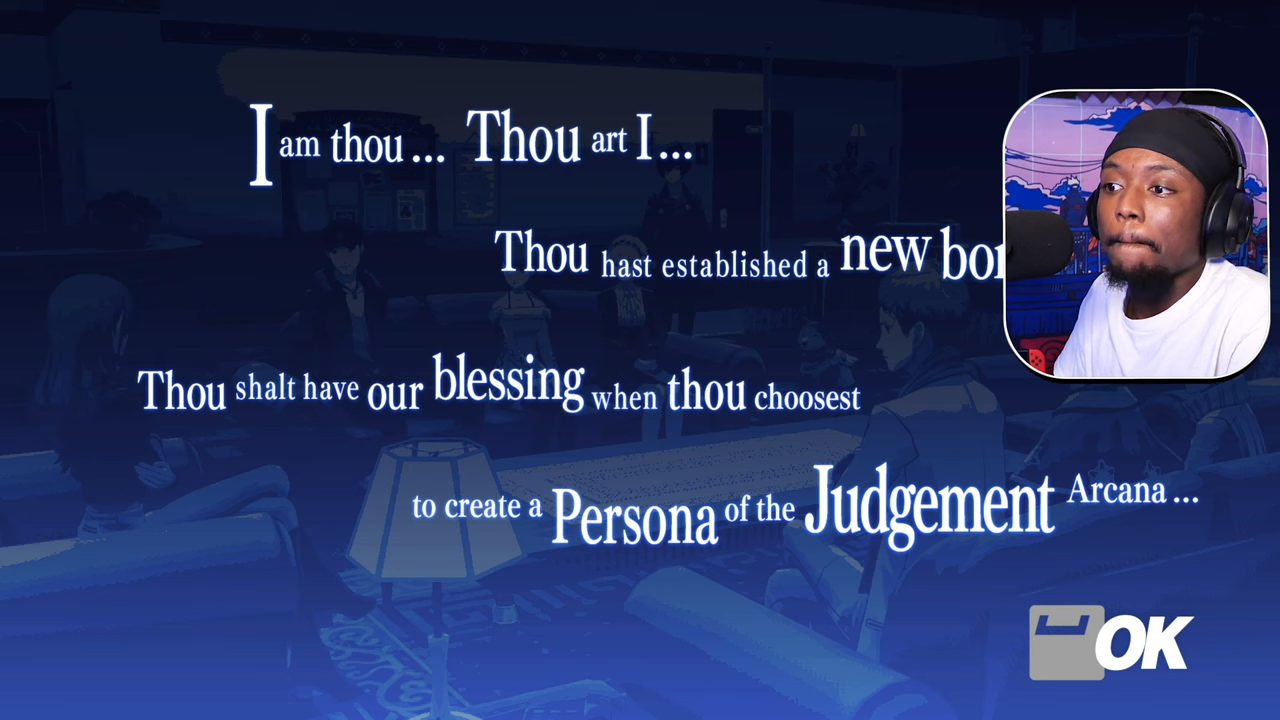 I am thou... Thou art I...
Thou hast established a new
Thou shalt have our blessing when thou choosest
to create a Persona of the Judgement Arcana...
OK